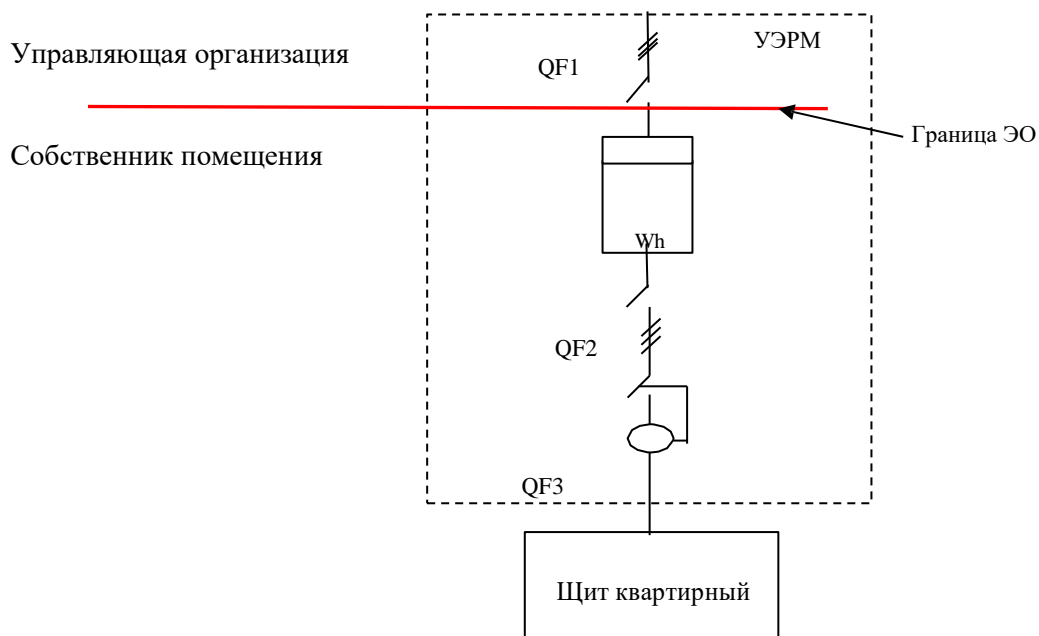 УЭРМ
Управляющая организация
QF1
Граница ЭО
Собственник помещения
Wh
QF2
QF3
Щит квартирный